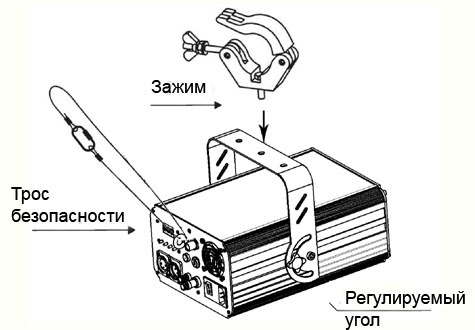 Зажим
Трос
безопасности
Регулируемый
угол